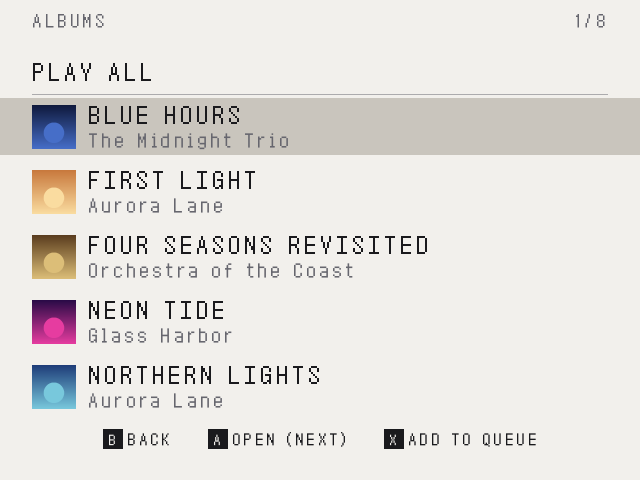 ALBUMS 1/8
PLAY ALL
BLUE HOURS
The Midnight Trio
FIRST LIGHT
Aurora Lane
FOUR SEASONS REVISITED
Orchestra of the Coast
NEON TIDE
Glass Harbor
NORTHERN LIGHTS
Aurora Lane
B BACK A OPEN (NEXT) X ADD TO QUEUE